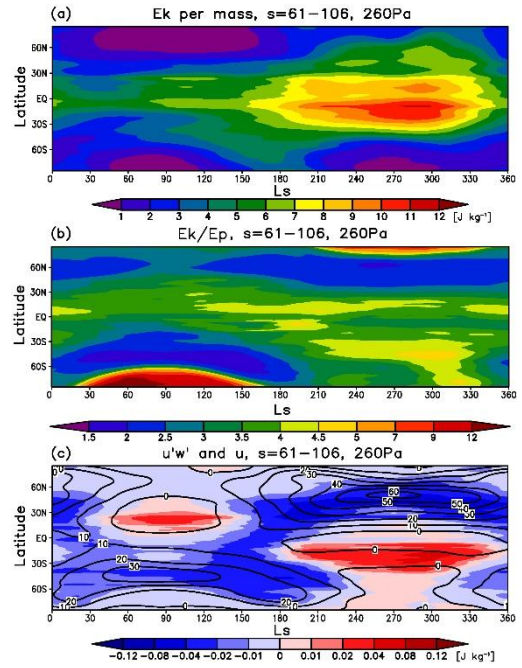 (a) Ek per mass, s=61-106, 260Pa
Latitude
60N
30N
EQ
30S
60S
0 30 60 90 120 150 180 210 240 270 300 330 360
Ls
1 2 3 4 5 6 7 8 9 10 11 12 [J kg⁻¹]
(b) Ek/Ep, s=61-106, 260Pa
Latitude
60N
30N
EQ
30S
60S
0 30 60 90 120 150 180 210 240 270 300 330 360
Ls
1.5 2 2.5 3 3.5 4 4.5 5 7 9 12
(c) u'w' and u, s=61-106, 260Pa
Latitude
60N
30N
EQ
30S
60S
0 30 60 90 120 150 180 210 240 270 300 330 360
Ls
-0.12 -0.08 -0.04 -0.02 -0.01 0 0.01 0.02 0.04 0.08 0.12 [J kg⁻¹]